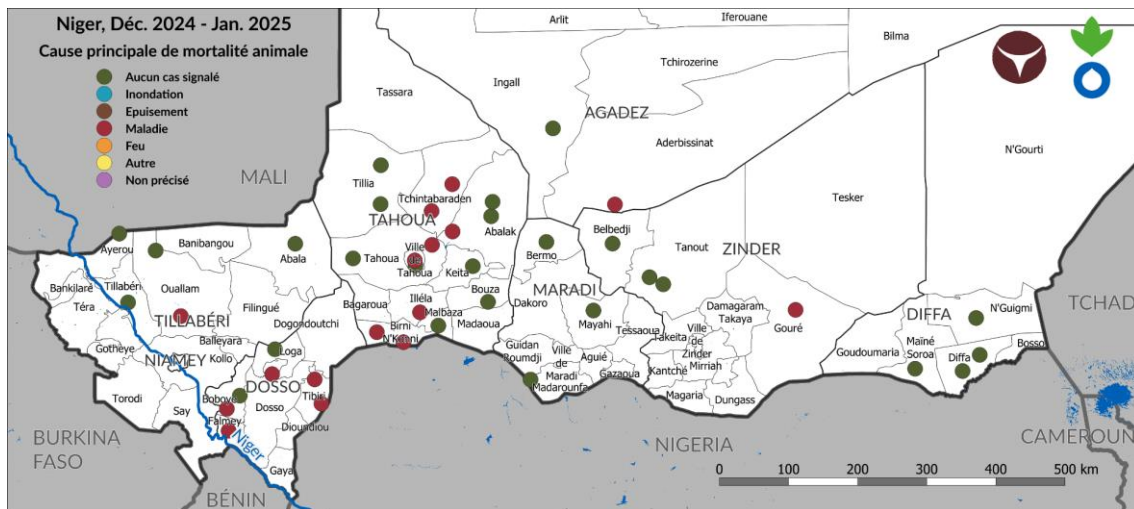 Niger, Déc. 2024 - Jan. 2025
Cause principale de mortalité animale
Aucun cas signalé
Inondation
Epuisement
Maladie
Feu
Autre
Non précisé
Arlit
Iferouane
Bilma
Tchirozerine
Ingall
Tassara
AGADEZ
Aderbissinat
N'Gourti
MALI
Tillia
Tchintabaraden
TAHOUA
Abalak
Tesker
Belbedji
Tanout
ZINDER
Ayerou
Banibangou
Abala
Bermo
Ville de Tahoua
Tahoua
Keita
MARADI
Bankilaré
Tillabéri
Ouallam
Téra
Filingué
Bagaroua
Illéla
Bouza
Malbaza
Dakoro
Madaoua
Mayahi
Tessaoua
Damagaram
Takaya
Gouré
DIFFA
N'Guigmi
TCHAD
TILLABÉRI
Dogondoutchi
Birni
N'Konni
Gotheye
Balleyara
Kollo
NIAMEY
Loga
Guidan
Roumdji
Ville
de
Maradi
Madarounfa
Aguié
Gazaoua
Takeita
Ville
de
Zinder
Mirriah
Kantché
Magaria
Dungass
Goudoumaria
Maïné
Soroa
Diffa
Bosso
DOSSO
Torodi
Say
Boboye
Dosso
Tibiri
Falmey
Dioundiou
Gaya
Niger
BURKINA
FASO
BÉNIN
NIGERIA
CAMEROUN
0 100 200 300 400 500 km